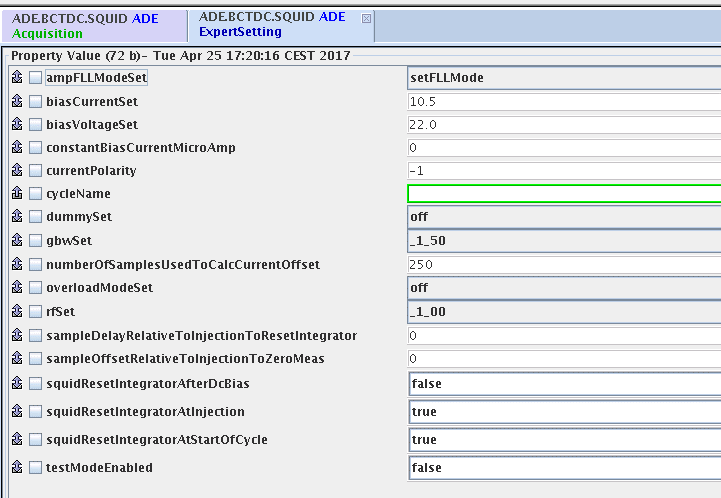 ADE.BCTDC.SQUID ADE
Acquisition
ADE.BCTDC.SQUID ADE
ExpertSetting
Property Value (72 b)– Tue Apr 25 17:20:16 CEST 2017
ampFLLModeSet setFLLMode
biasCurrentSet 10.5
biasVoltageSet 22.0
constantBiasCurrentMicroAmp 0
currentPolarity -1
cycleName
dummySet off
gbwSet _1_50
numberOfSamplesUsedToCalcCurrentOffset 250
overloadModeSet off
rfSet _1_00
sampleDelayRelativeToInjectionToResetIntegrator 0
sampleOffsetRelativeToInjectionToZeroMeas 0
squidResetIntegratorAfterDcBias false
squidResetIntegratorAtInjection true
squidResetIntegratorAtStartOfCycle true
testModeEnabled false